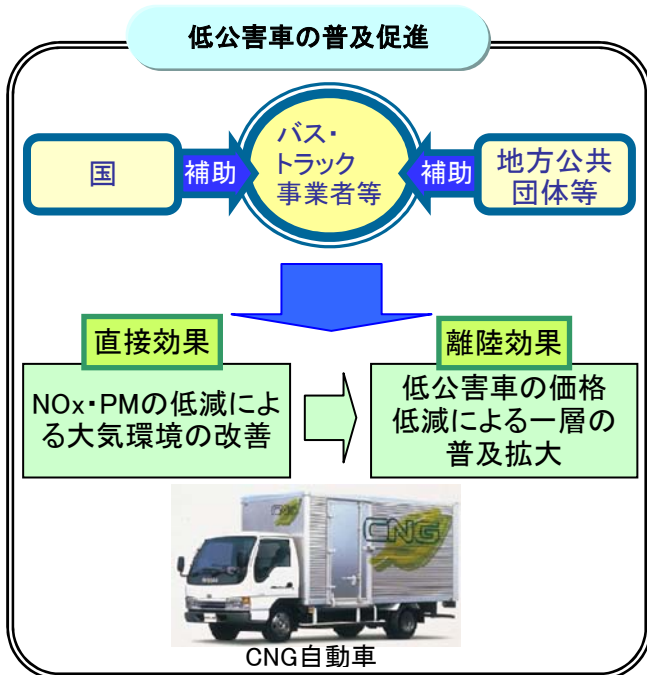 低公害車の普及促進
国
補助
バス・
トラック
事業者等
補助
地方公共
団体等
直接効果
NOx・PMの低減によ
る大気環境の改善
離陸効果
低公害車の価格
低減による一層の
普及拡大
CNG
CNG
CNG自動車